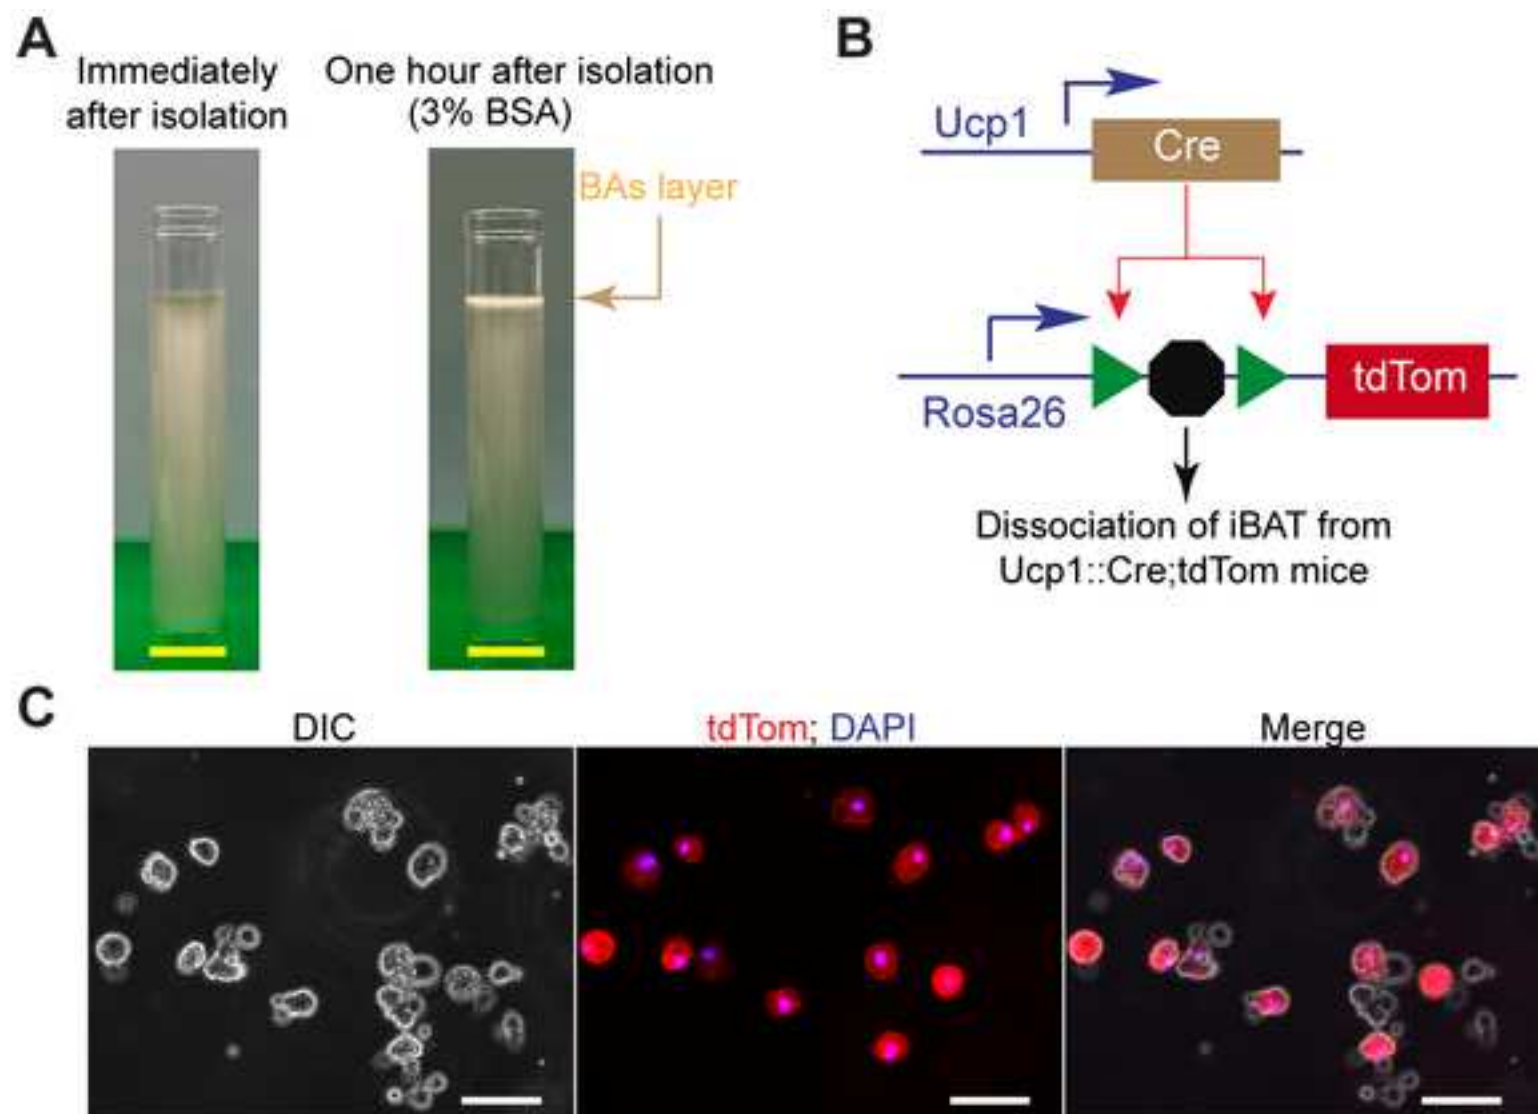 A
Immediately
after isolation
One hour after isolation
(3% BSA)
BAs layer
B
Ucp1
Cre
Rosa26
tdTom
Dissociation of iBAT from
Ucp1::Cre;tdTom mice
C
DIC
tdTom; DAPI
Merge